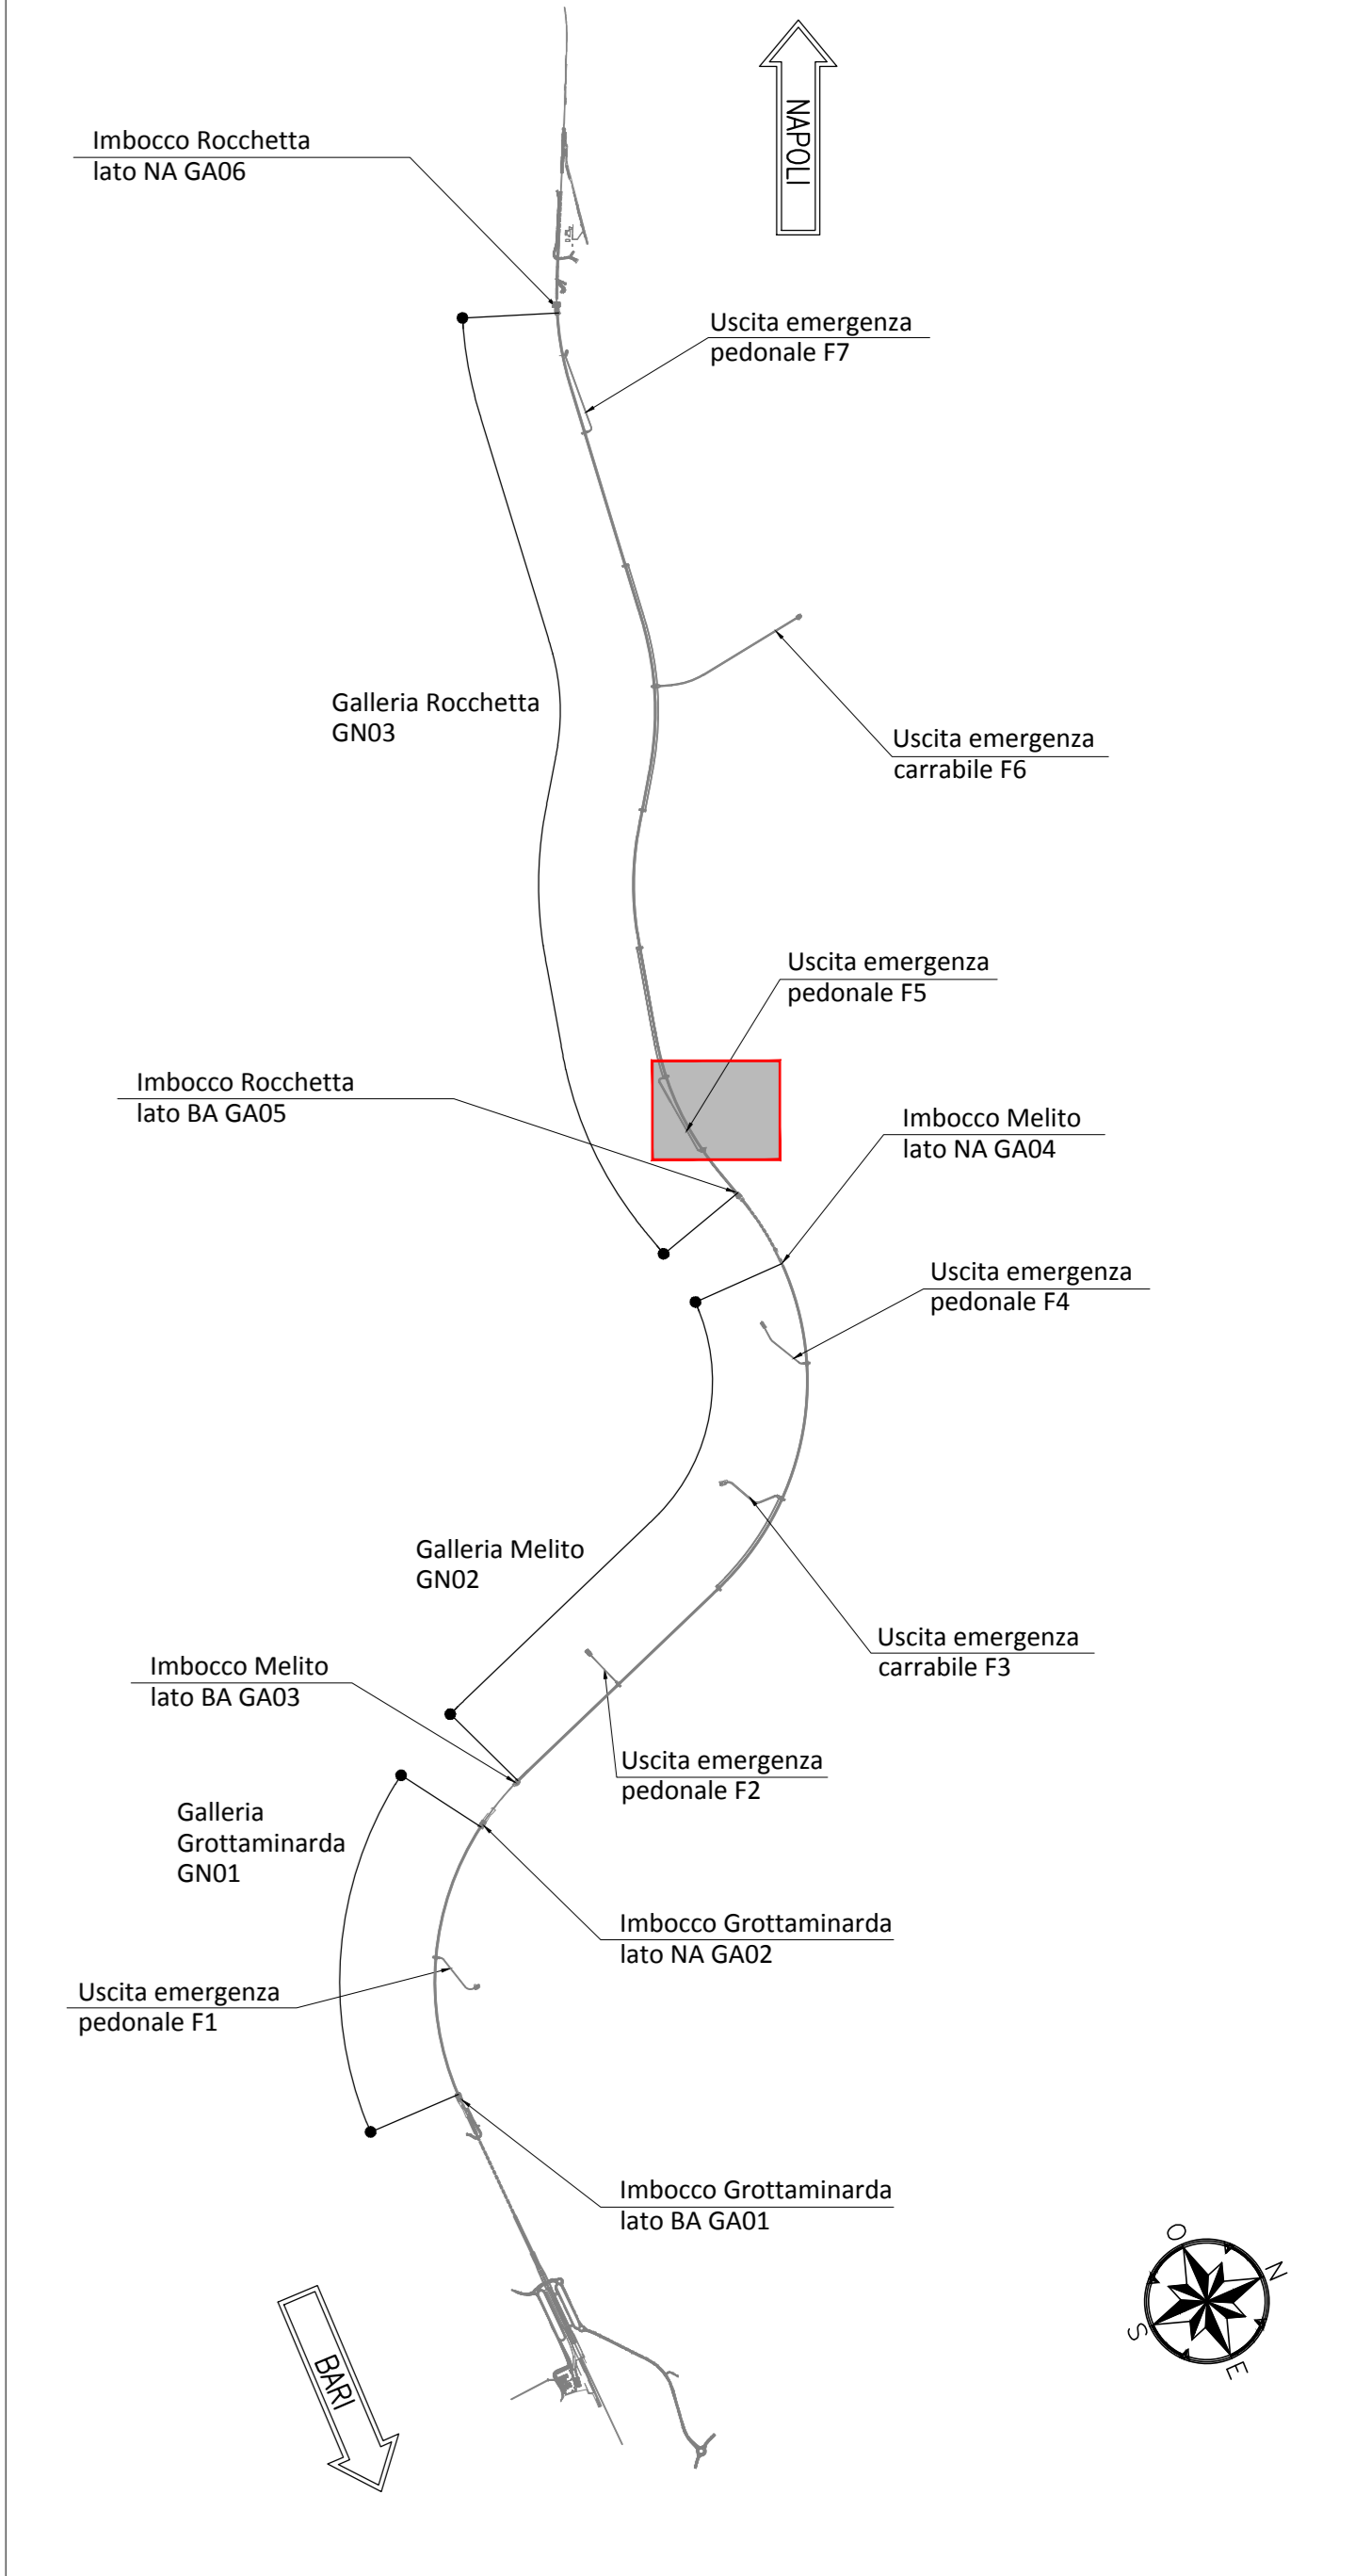 NAPOLI
Imbocco Rocchetta
lato NA GA06
Uscita emergenza
pedonale F7
Galleria Rocchetta
GN03
Uscita emergenza
carrabile F6
Uscita emergenza
pedonale F5
Imbocco Rocchetta
lato BA GA05
Imbocco Melito
lato NA GA04
Uscita emergenza
pedonale F4
Galleria Melito
GN02
Uscita emergenza
carrabile F3
Imbocco Melito
lato BA GA03
Uscita emergenza
pedonale F2
Galleria
Grottaminarda
GN01
Imbocco Grottaminarda
lato NA GA02
Uscita emergenza
pedonale F1
Imbocco Grottaminarda
lato BA GA01
O
N
S
E
BARI